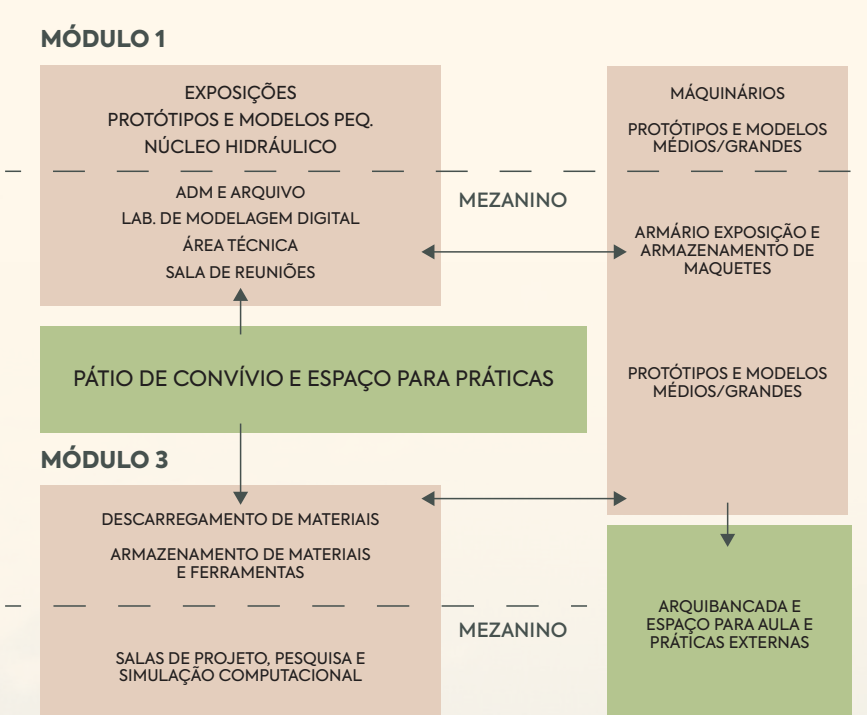 MÓDULO 1
EXPOSIÇÕES
PROTÓTIPOS E MODELOS PEQ.
NÚCLEO HIDRÁULICO
ADM E ARQUIVO
LAB. DE MODELAGEM DIGITAL
ÁREA TÉCNICA
SALA DE REUNIÕES
MEZANINO
MÁQUINÁRIOS
PROTÓTIPOS E MODELOS
MÉDIOS/GRANDES
ARMÁRIO EXPOSIÇÃO E
ARMAZENAMENTO DE
MAQUETES
PROTÓTIPOS E MODELOS
MÉDIOS/GRANDES
PÁTIO DE CONVÍVIO E ESPAÇO PARA PRÁTICAS
MÓDULO 3
DESCARREGAMENTO DE MATERIAIS
ARMAZENAMENTO DE MATERIAIS
E FERRAMENTAS
MEZANINO
SALAS DE PROJETO, PESQUISA E
SIMULAÇÃO COMPUTACIONAL
ARQUIBANCADA E
ESPAÇO PARA AULA E
PRÁTICAS EXTERNAS